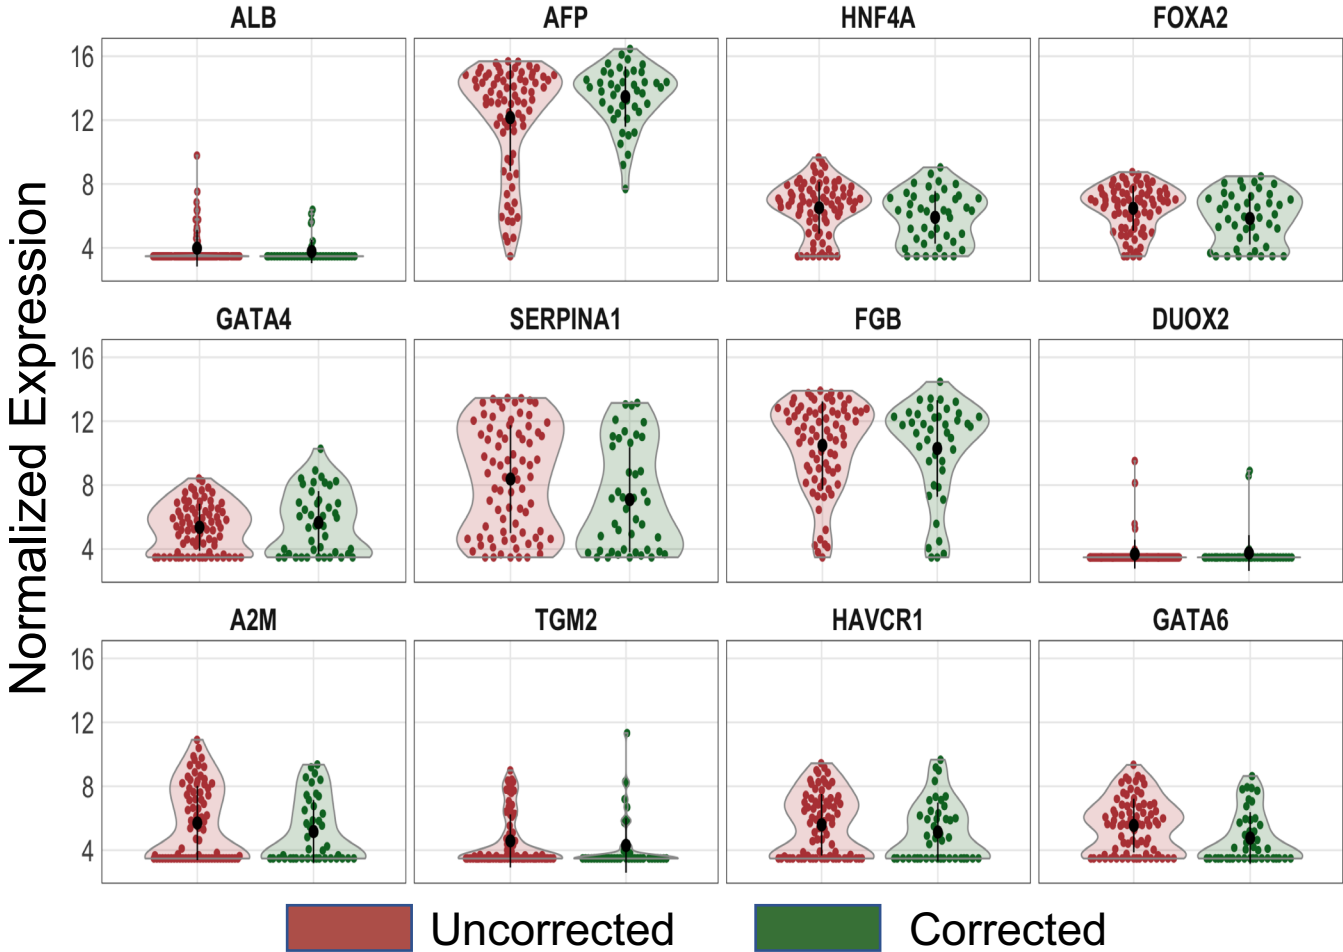 ALB AFP HNF4A FOXA2
16
12
8
4
GATA4 SERPINA1 FGB DUOX2
16
12
8
4
A2M TGM2 HAVCR1 GATA6
16
12
8
4
Normalized Expression
Uncorrected Corrected